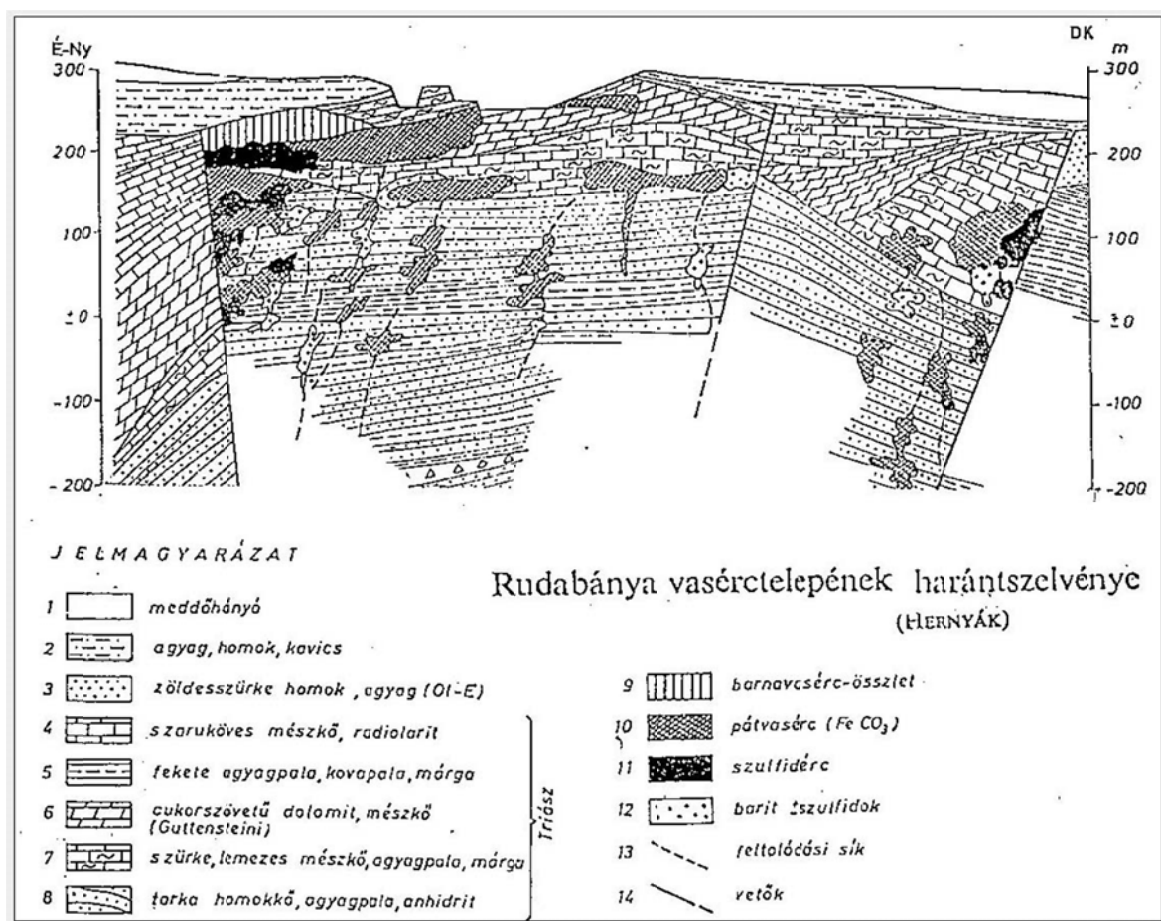 É-Ny
DK
m
300
300
200
200
100
100
± 0
± 0
-100
-100
-200
-200
JELMAGYARÁZAT
Rudabánya vasérctelepének harántszelvénye
(HERNYÁK)
1 meddőhányó
2 agyag, homok, kavics
3 zöldesszürke homok, agyag (Ol-E)
4 szaruköves mészkő, radiolarit
5 fekete agyagpala, kovapala, márga
6 cukorszövetű dolomit, mészkő
(Guttensteini)
7 szürke, lemezes mészkő, agyagpala, márga
8 tarka homokkő, agyagpala, anhidrit
Triász
9 barnavasérc-összlet
10 pátvasérc (FeCO₃)
11 szulfidérc
12 barit ±szulfidok
13 feltolódási sík
14 vetők